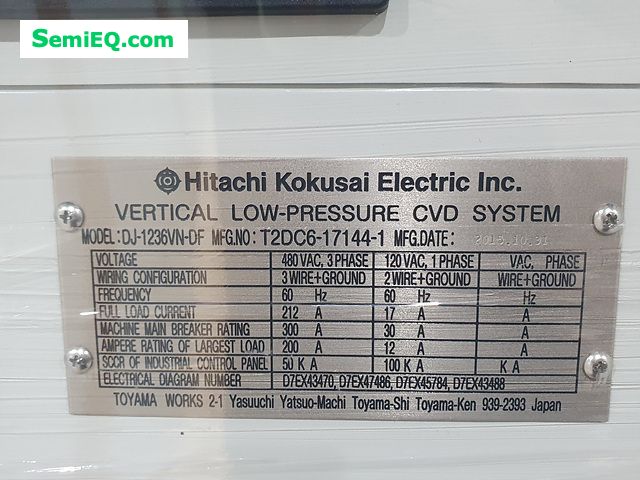 SemiEQ.com
Hitachi Kokusai Electric Inc.
VERTICAL LOW-PRESSURE CVD SYSTEM
MODEL: DJ-1236VN-DF MFG.NO: T2DC6-17144-1 MFG.DATE: 2015.10.31
VOLTAGE 480 VAC, 3 PHASE 120 VAC, 1 PHASE VAC, PHASE
WIRING CONFIGURATION 3 WIRE+GROUND 2 WIRE+GROUND WIRE+GROUND
FREQUENCY 60 Hz 60 Hz Hz
FULL LOAD CURRENT 212 A 17 A A
MACHINE MAIN BREAKER RATING 300 A 30 A A
AMPERE RATING OF LARGEST LOAD 200 A 12 A A
SCCR OF INDUSTRIAL CONTROL PANEL 50 K A 100 K A K A
ELECTRICAL DIAGRAM NUMBER D7EX43470, D7EX47486, D7EX45784, D7EX43488
TOYAMA WORKS 2-1 Yasuuchi Yatsuo-Machi Toyama-Shi Toyama-Ken 939-2393 Japan